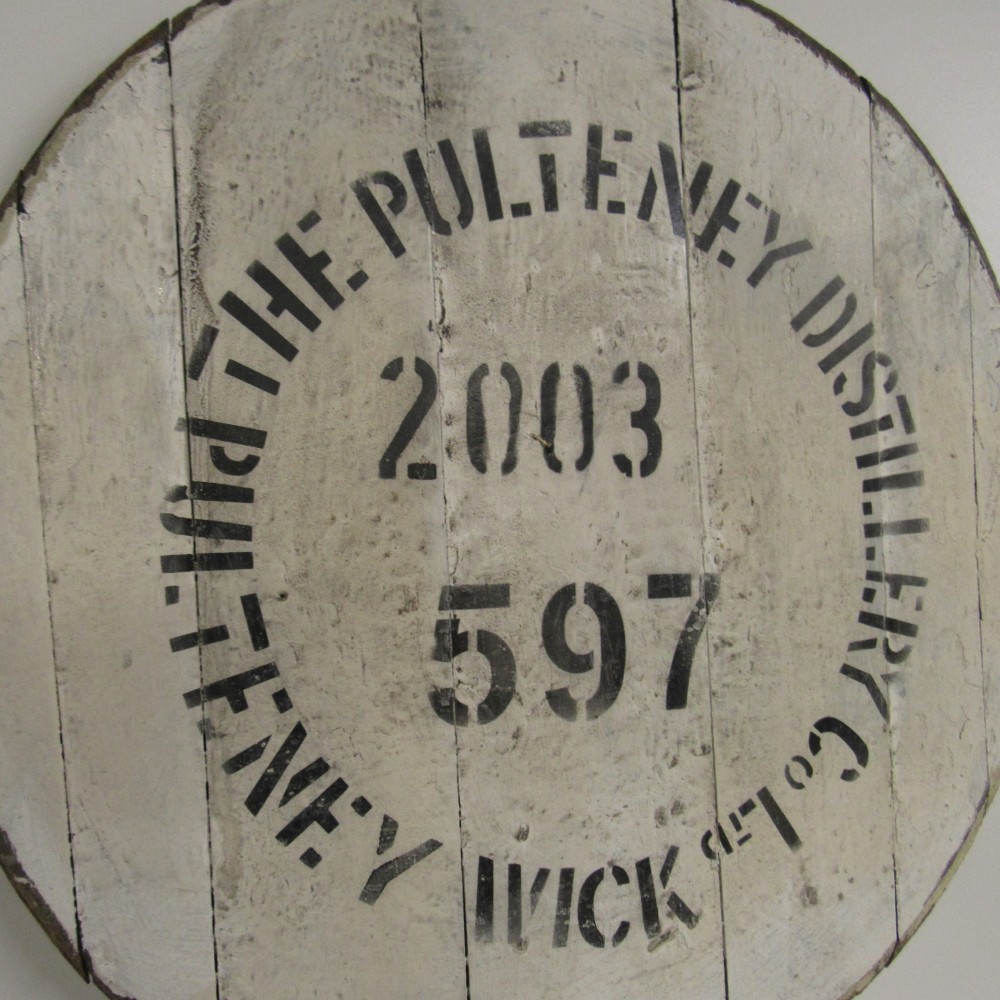 THE PULTENEY DISTILLERY Co LTD
PULTENEY WICK
2003
597